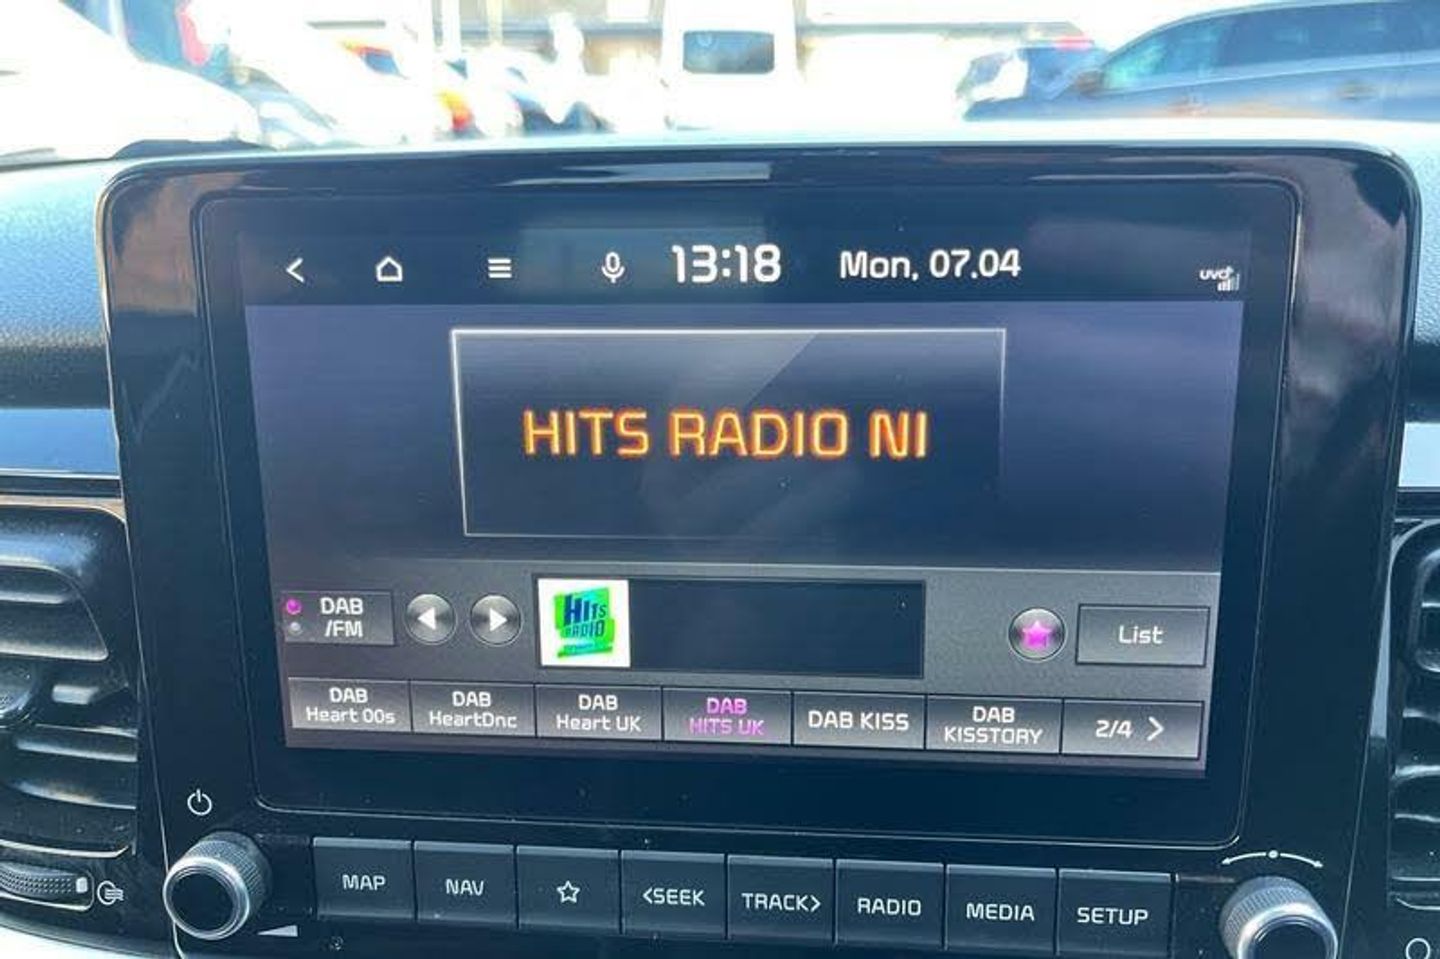 13:18 Mon, 07.04
UVO
HITS RADIO NI
DAB
/FM
HITS
RADIO
List
DAB
Heart 00s
DAB
HeartDnc
DAB
Heart UK
DAB
HITS UK
DAB KISS
DAB
KISSTORY
2/4 >
MAP
NAV
<SEEK
TRACK>
RADIO
MEDIA
SETUP